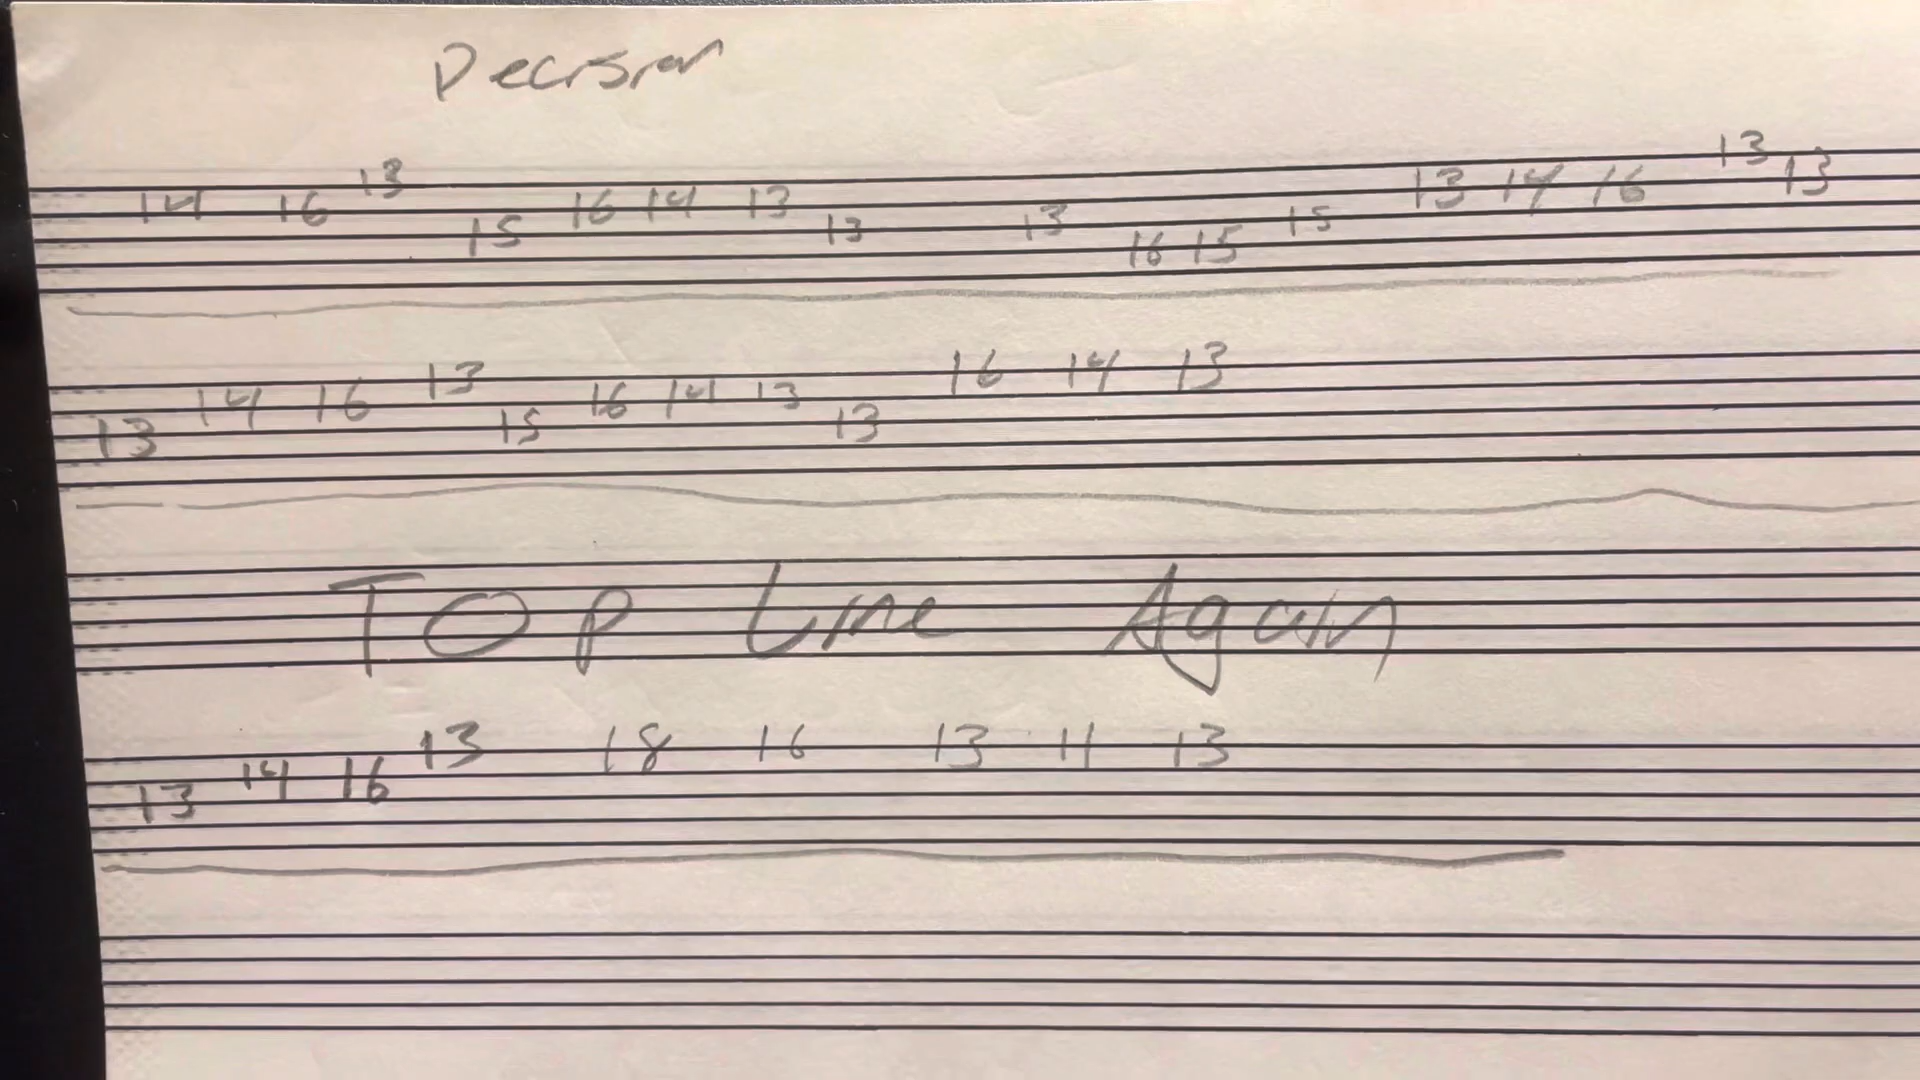 Decision
14 16 13 15 16 14 13 13 13 16 15 15 13 14 16 13 13
13 14 16 13 15 16 14 13 13 16 14 13
Top Line Again
13 14 16 13 18 16 13 11 13